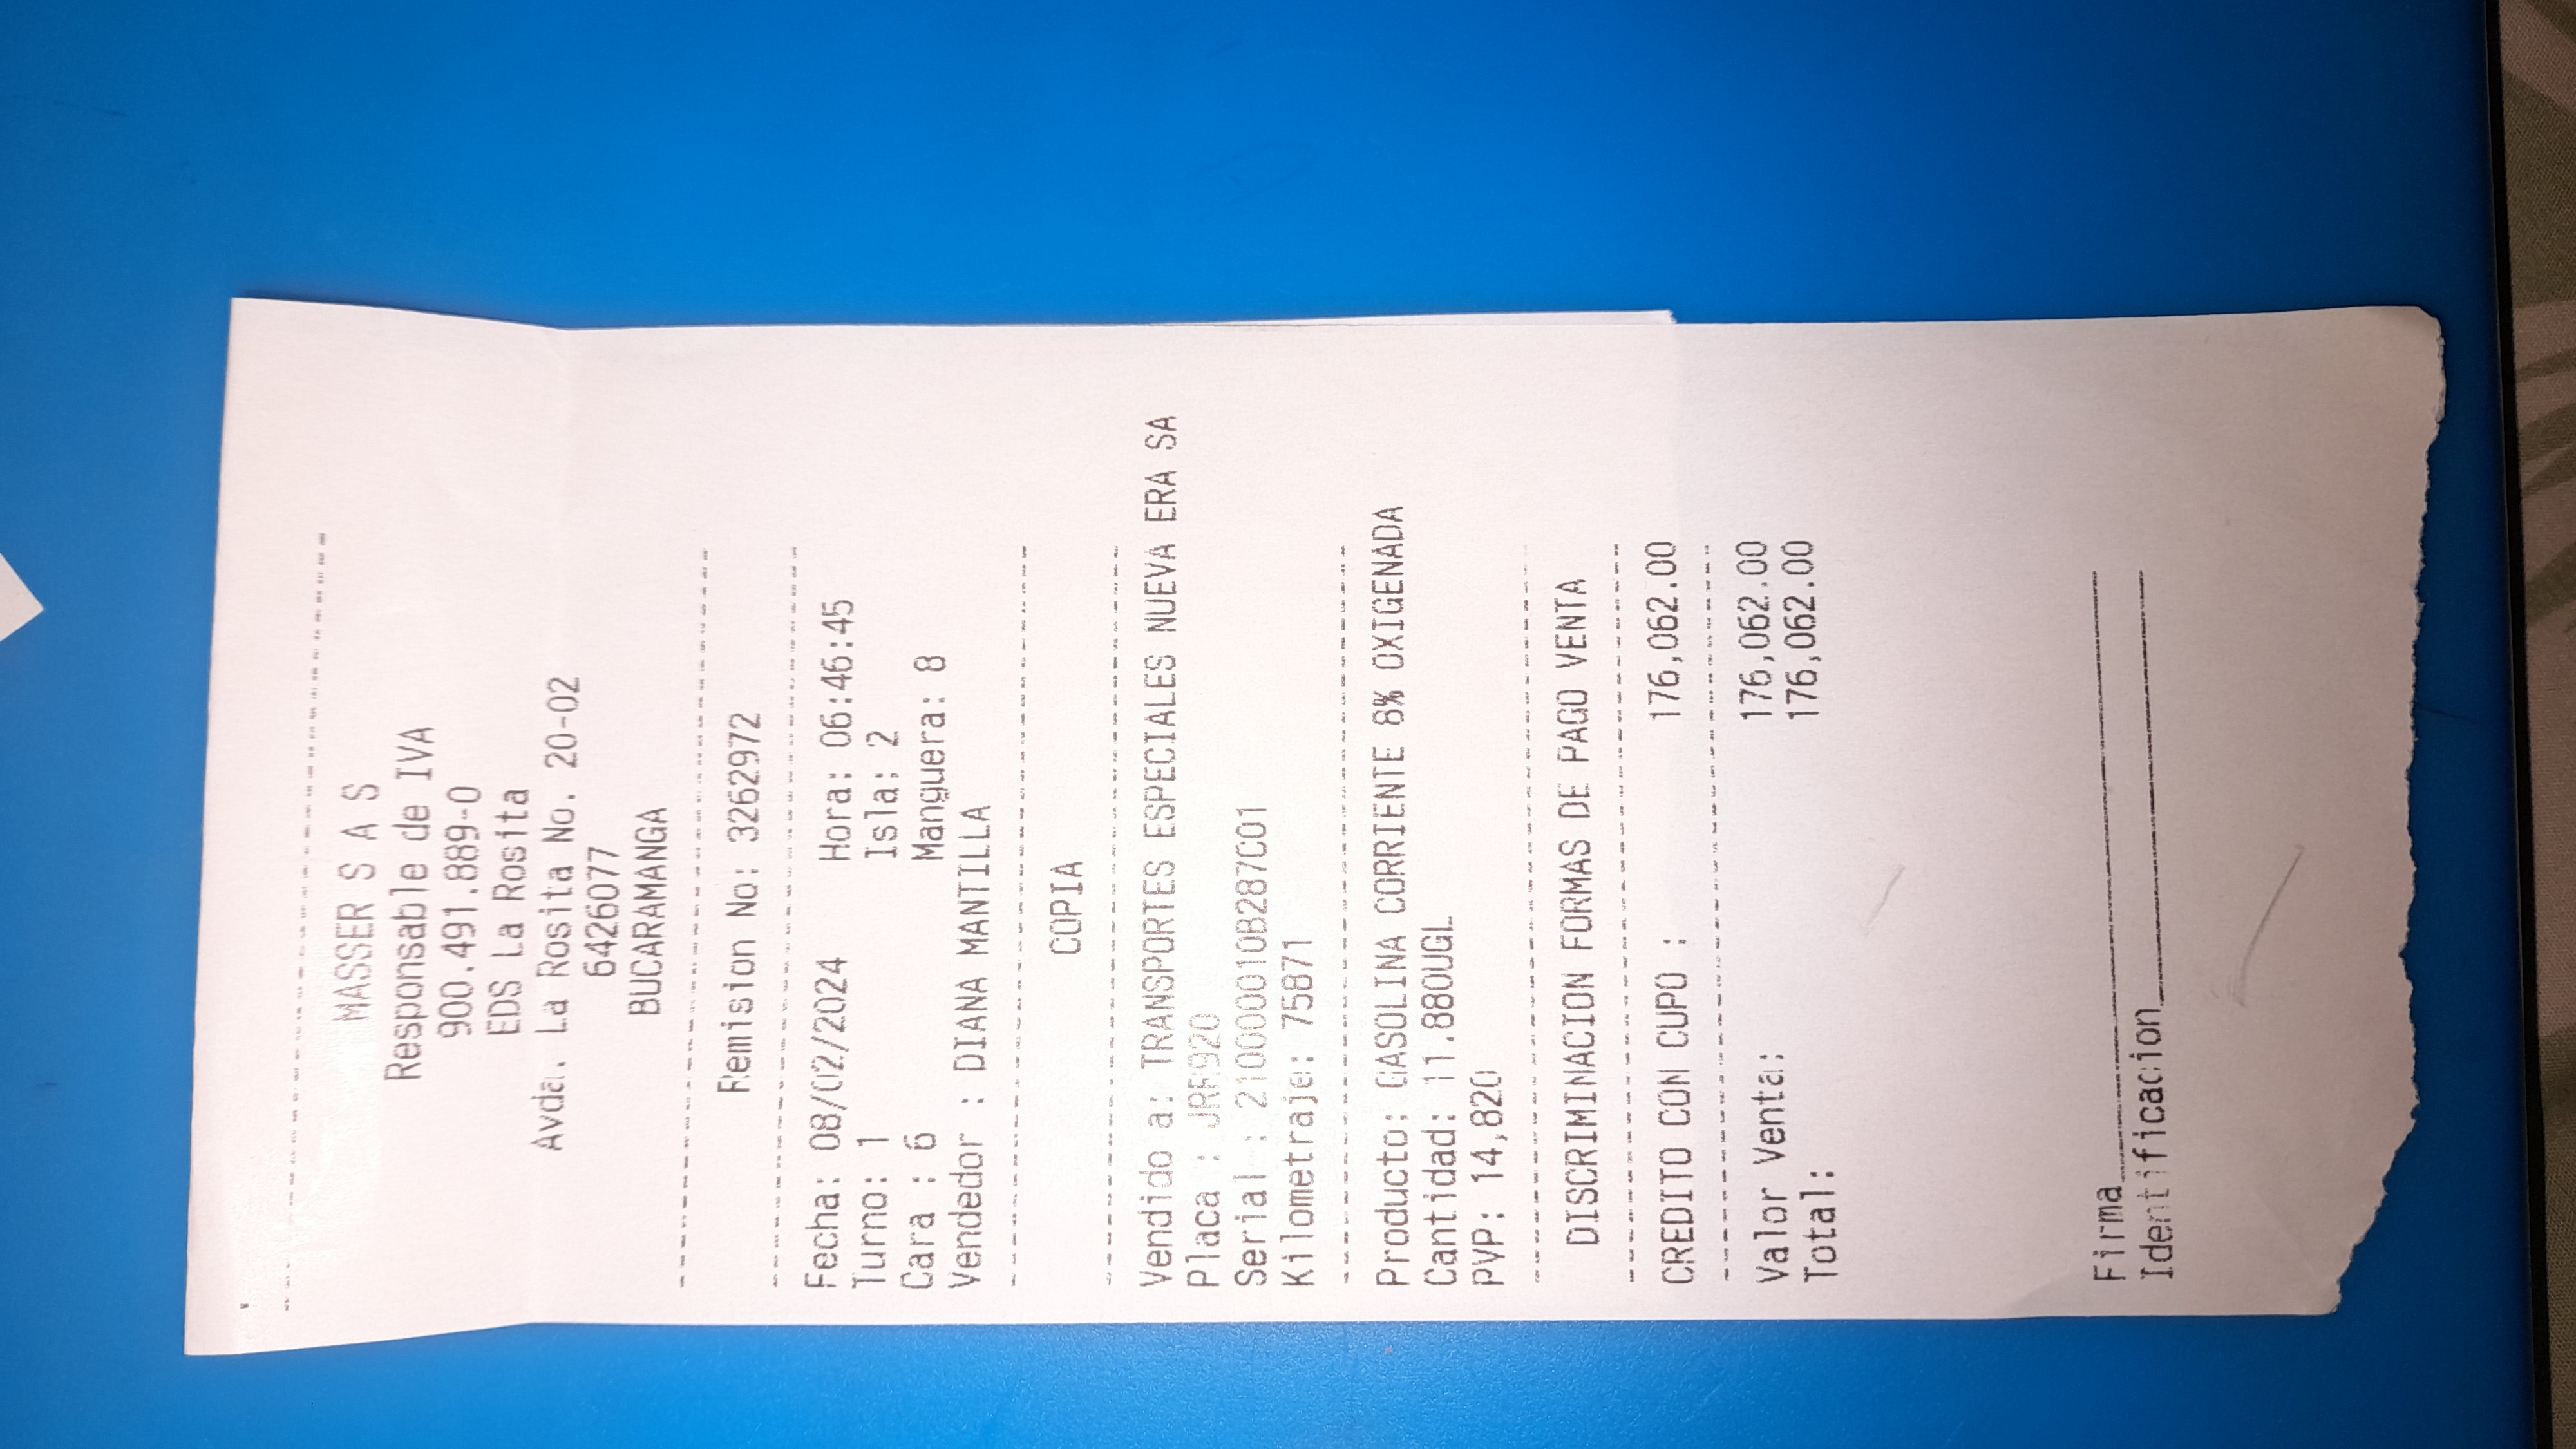 MASSER S A S
Responsable de IVA
900.491.889-0
EDS La Rosita
Avda. La Rosita No. 20-02
6426077
BUCARAMANGA
Remision No: 3262972
Fecha: 08/02/2024 Hora: 06:46:45
Turno: 1 Isla: 2
Cara : 6 Manguera: 8
Vendedor : DIANA MANTILLA
COPIA
Vendido a: TRANSPORTES ESPECIALES NUEVA ERA SA
Placa :
Serial : 210000010B287C01
Kilometraje: 75871
Producto: GASOLINA CORRIENTE 8% OXIGENADA
Cantidad: 11.880UGL
PVP: 14,820
DISCRIMINACION FORMAS DE PAGO VENTA
CREDITO CON CUPO : 176,062.00
Valor Venta: 176,062.00
Total: 176,062.00
Firma
Identificacion